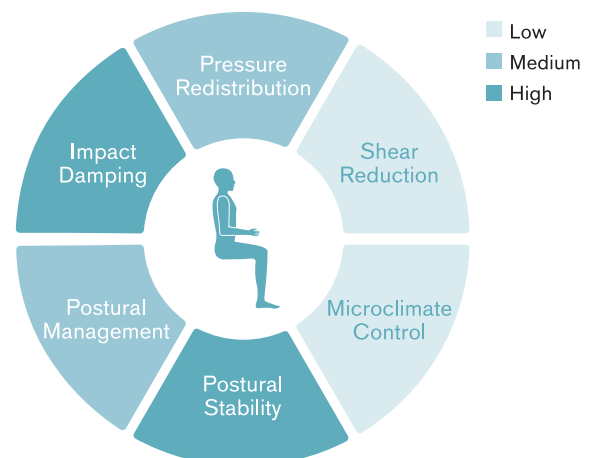 Low
Medium
High
Pressure
Redistribution
Shear
Reduction
Microclimate
Control
Postural
Stability
Postural
Management
Impact
Damping